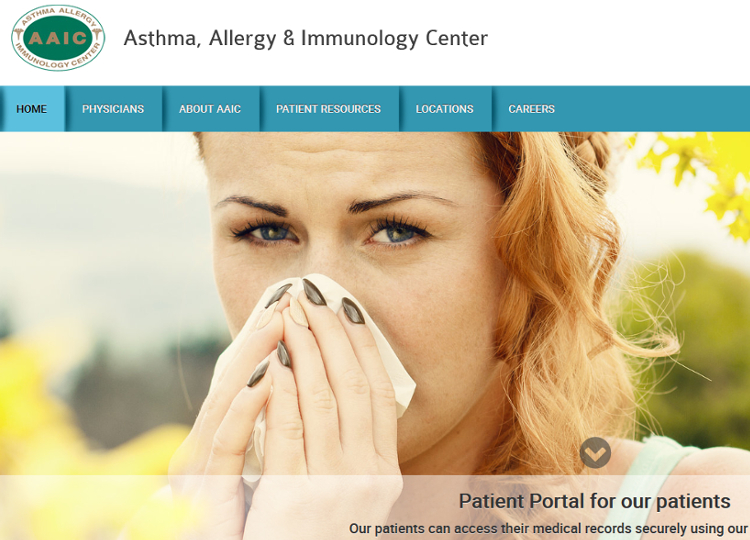 ASTHMA ALLERGY
AAIC
IMMUNOLOGY CENTER
Asthma, Allergy & Immunology Center
HOME PHYSICIANS ABOUT AAIC PATIENT RESOURCES LOCATIONS CAREERS
Patient Portal for our patients
Our patients can access their medical records securely using our